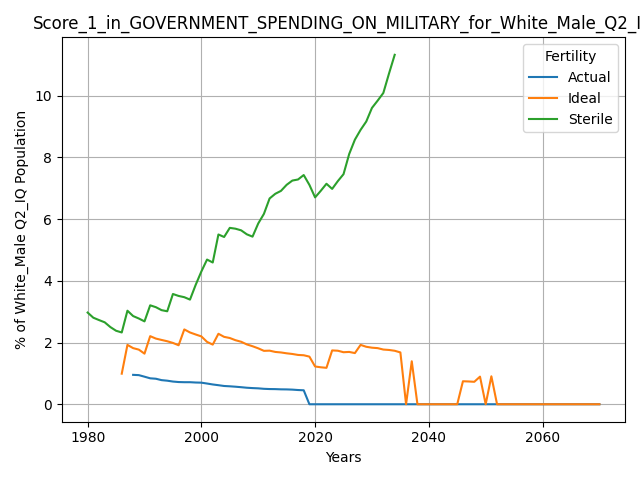 Score_1_in_GOVERNMENT_SPENDING_ON_MILITARY_for_White_Male_Q2_I
Fertility
Actual
Ideal
Sterile
% of White_Male Q2_IQ Population
10
8
6
4
2
0
1980 2000 2020 2040 2060
Years